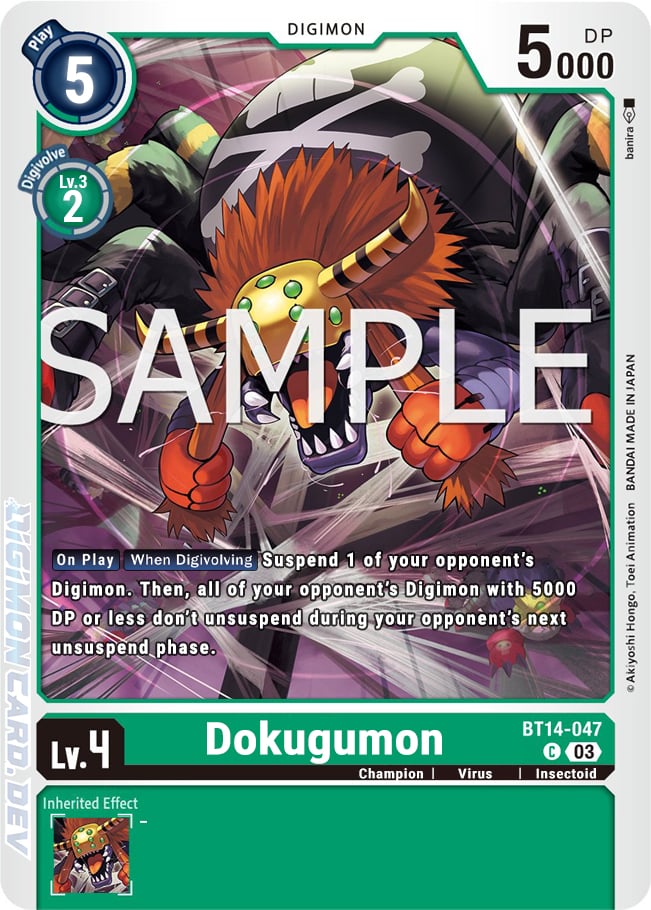 DIGIMON
Play
5
DP
5000
Digivolve
Lv.3
2
banira
SAMPLE
BANDAI MADE IN JAPAN
© Akiyoshi Hongo, Toei Animation
On Play When Digivolving Suspend 1 of your opponent's
Digimon. Then, all of your opponent's Digimon with 5000
DP or less don't unsuspend during your opponent's next
unsuspend phase.
DIGIMONCARD.DEV
Lv.4
Dokugumon
BT14-047
C 03
Champion | Virus | Insectoid
Inherited Effect
-